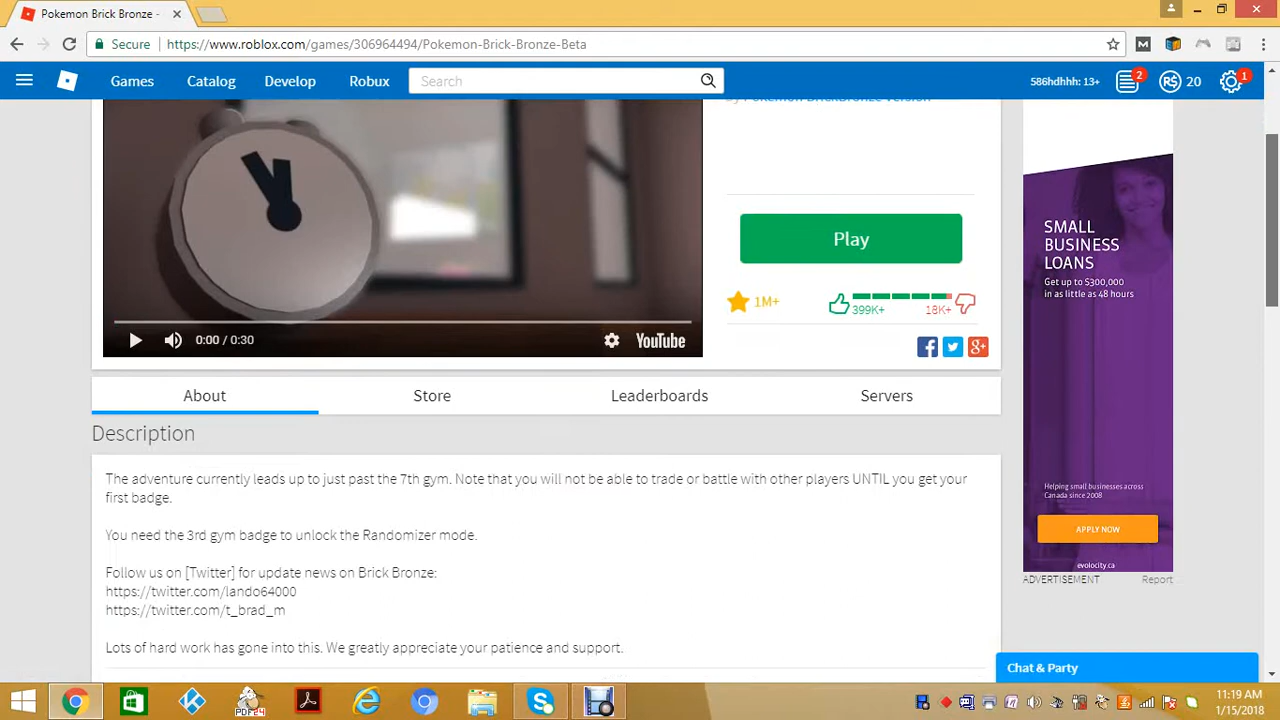 Pokemon Brick Bronze -
Secure https://www.roblox.com/games/306964494/Pokemon-Brick-Bronze-Beta
Games Catalog Develop Robux Search 586hdhhh: 13+ 2 R$ 20 1
By Pokemon BrickBronze Version
Play
1M+ 399K+ 18K+
0:00 / 0:30 YouTube
About Store Leaderboards Servers
Description
The adventure currently leads up to just past the 7th gym. Note that you will not be able to trade or battle with other players UNTIL you get your
first badge.
You need the 3rd gym badge to unlock the Randomizer mode.
Follow us on [Twitter] for update news on Brick Bronze:
https://twitter.com/lando64000
https://twitter.com/t_brad_m
Lots of hard work has gone into this. We greatly appreciate your patience and support.
SMALL
BUSINESS
LOANS
Get up to $300,000
in as little as 48 hours
Helping small businesses across
Canada since 2008
APPLY NOW
evolocity.ca
ADVERTISEMENT Report
Chat & Party
PDF24
11:19 AM
1/15/2018